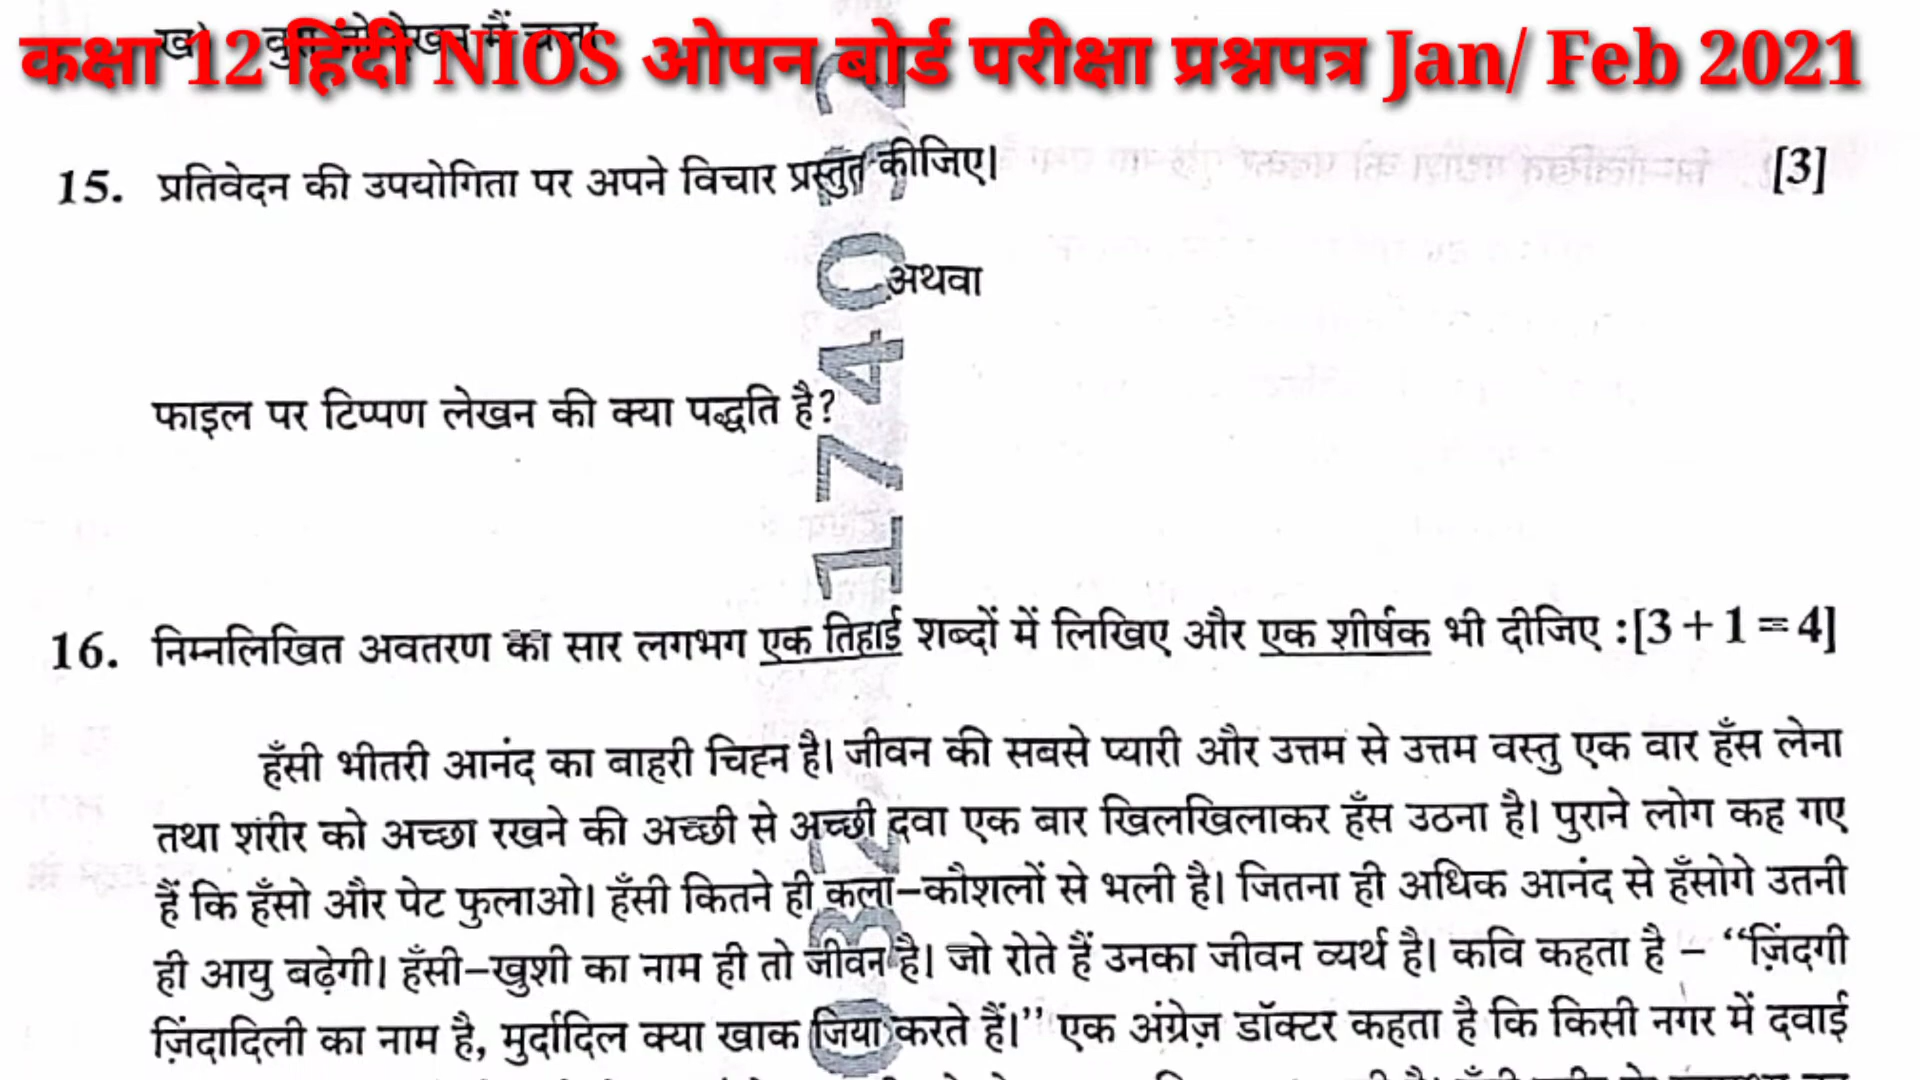 कक्षा 12 हिंदी NIOS ओपन बोर्ड परीक्षा प्रश्नपत्र Jan/ Feb 2021
15. प्रतिवेदन की उपयोगिता पर अपने विचार प्रस्तुत कीजिए। [3]
अथवा
फाइल पर टिप्पण लेखन की क्या पद्धति है?
16. निम्नलिखित अवतरण का सार लगभग एक तिहाई शब्दों में लिखिए और एक शीर्षक भी दीजिए :[3+1=4]
हँसी भीतरी आनंद का बाहरी चिह्न है। जीवन की सबसे प्यारी और उत्तम से उत्तम वस्तु एक वार हँस लेना
तथा शरीर को अच्छा रखने की अच्छी से अच्छी दवा एक बार खिलखिलाकर हँस उठना है। पुराने लोग कह गए
हैं कि हँसो और पेट फुलाओ। हँसी कितने ही कला-कौशलों से भली है। जितना ही अधिक आनंद से हँसोगे उतनी
ही आयु बढ़ेगी। हँसी-खुशी का नाम ही तो जीवन है। जो रोते हैं उनका जीवन व्यर्थ है। कवि कहता है – “ज़िंदगी
ज़िंदादिली का नाम है, मुर्दादिल क्या खाक जिया करते हैं।” एक अंग्रेज़ डॉक्टर कहता है कि किसी नगर में दवाई